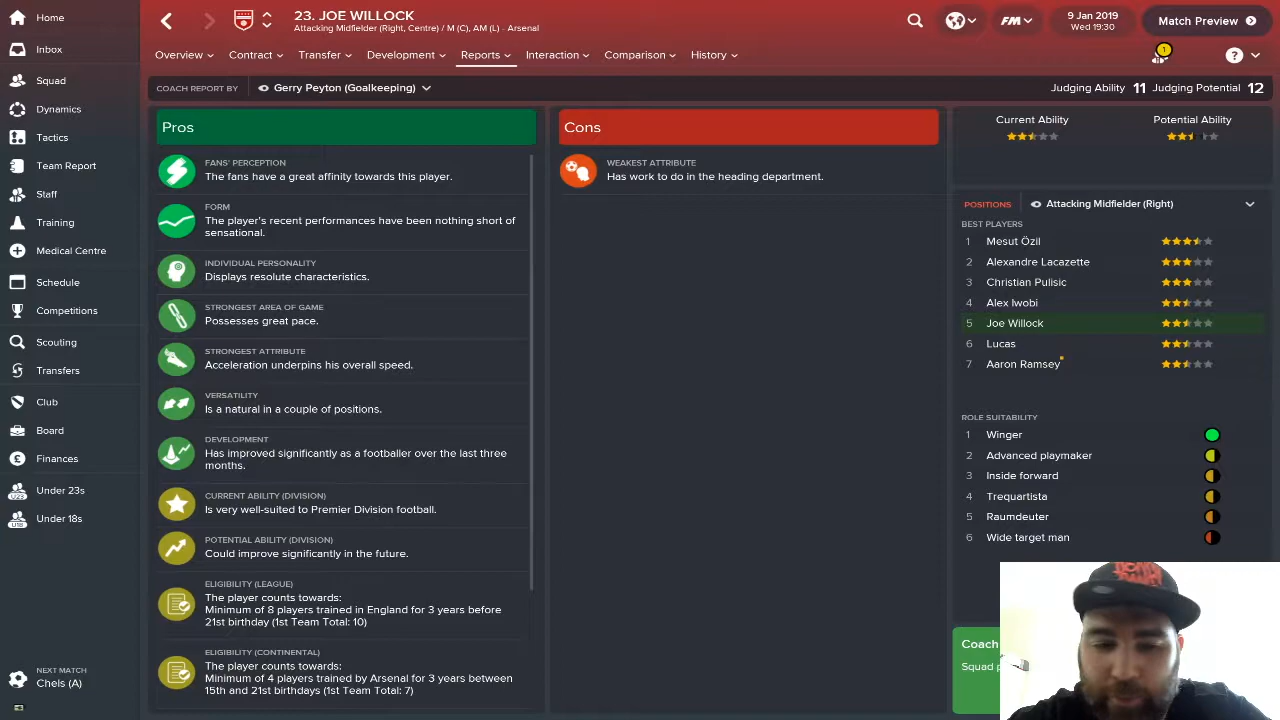 Home
Inbox
Squad
Dynamics
Tactics
Team Report
Staff
Training
Medical Centre
Schedule
Competitions
Scouting
Transfers
Club
Board
Finances
Under 23s
Under 18s
NEXT MATCH
Chels (A)
23. JOE WILLOCK
Attacking Midfielder (Right, Centre) / M (C), AM (L) - Arsenal
FM
9 Jan 2019
Wed 19:30
Match Preview
Overview
Contract
Transfer
Development
Reports
Interaction
Comparison
History
1
?
COACH REPORT BY
Gerry Peyton (Goalkeeping)
Judging Ability 11 Judging Potential 12
Pros
FANS' PERCEPTION
The fans have a great affinity towards this player.
FORM
The player's recent performances have been nothing short of
sensational.
INDIVIDUAL PERSONALITY
Displays resolute characteristics.
STRONGEST AREA OF GAME
Possesses great pace.
STRONGEST ATTRIBUTE
Acceleration underpins his overall speed.
VERSATILITY
Is a natural in a couple of positions.
DEVELOPMENT
Has improved significantly as a footballer over the last three
months.
CURRENT ABILITY (DIVISION)
Is very well-suited to Premier Division football.
POTENTIAL ABILITY (DIVISION)
Could improve significantly in the future.
ELIGIBILITY (LEAGUE)
The player counts towards:
Minimum of 8 players trained in England for 3 years before
21st birthday (1st Team Total: 10)
ELIGIBILITY (CONTINENTAL)
The player counts towards:
Minimum of 4 players trained by Arsenal for 3 years between
15th and 21st birthdays (1st Team Total: 7)
Cons
WEAKEST ATTRIBUTE
Has work to do in the heading department.
Current Ability
Potential Ability
POSITIONS
Attacking Midfielder (Right)
BEST PLAYERS
1 Mesut Özil
2 Alexandre Lacazette
3 Christian Pulisic
4 Alex Iwobi
5 Joe Willock
6 Lucas
7 Aaron Ramsey
ROLE SUITABILITY
1 Winger
2 Advanced playmaker
3 Inside forward
4 Trequartista
5 Raumdeuter
6 Wide target man
Coach
Squad